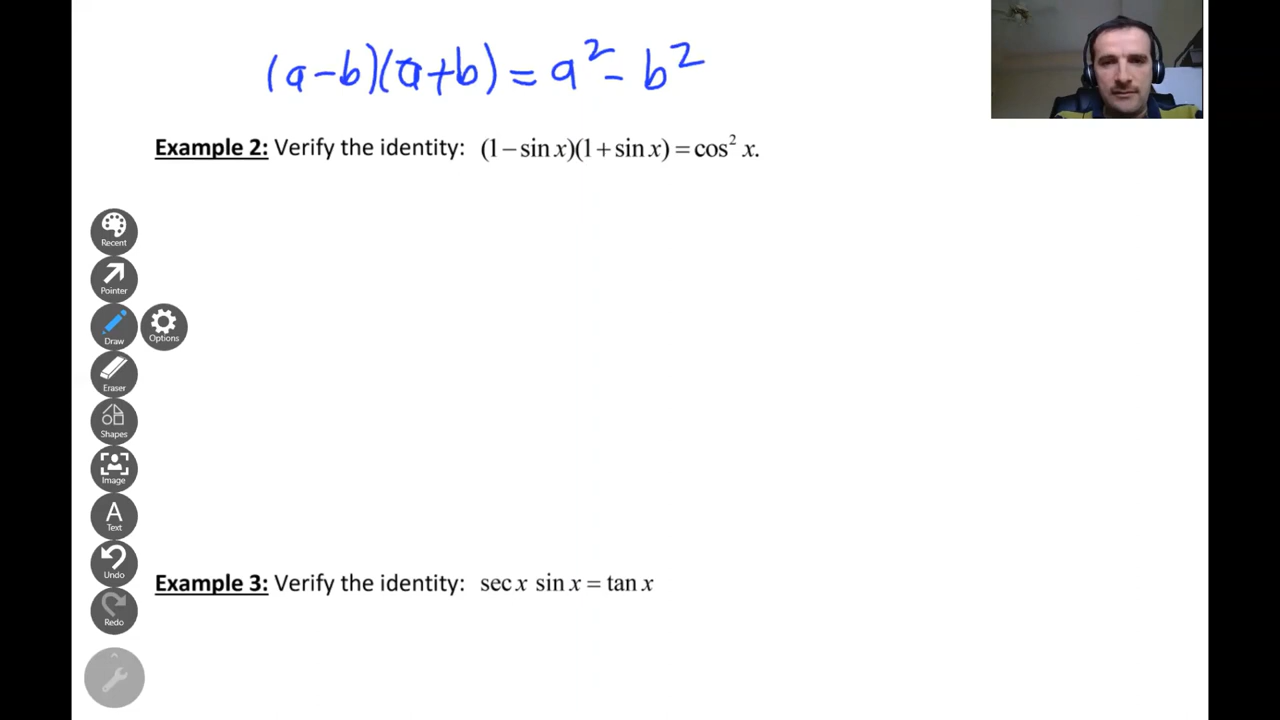 (a-b)(a+b) = a² - b²
Example 2: Verify the identity: (1 − sin x)(1 + sin x) = cos² x.
Recent
Pointer
Draw
Options
Eraser
Shapes
Image
A
Text
Undo
Example 3: Verify the identity: sec x sin x = tan x
Redo